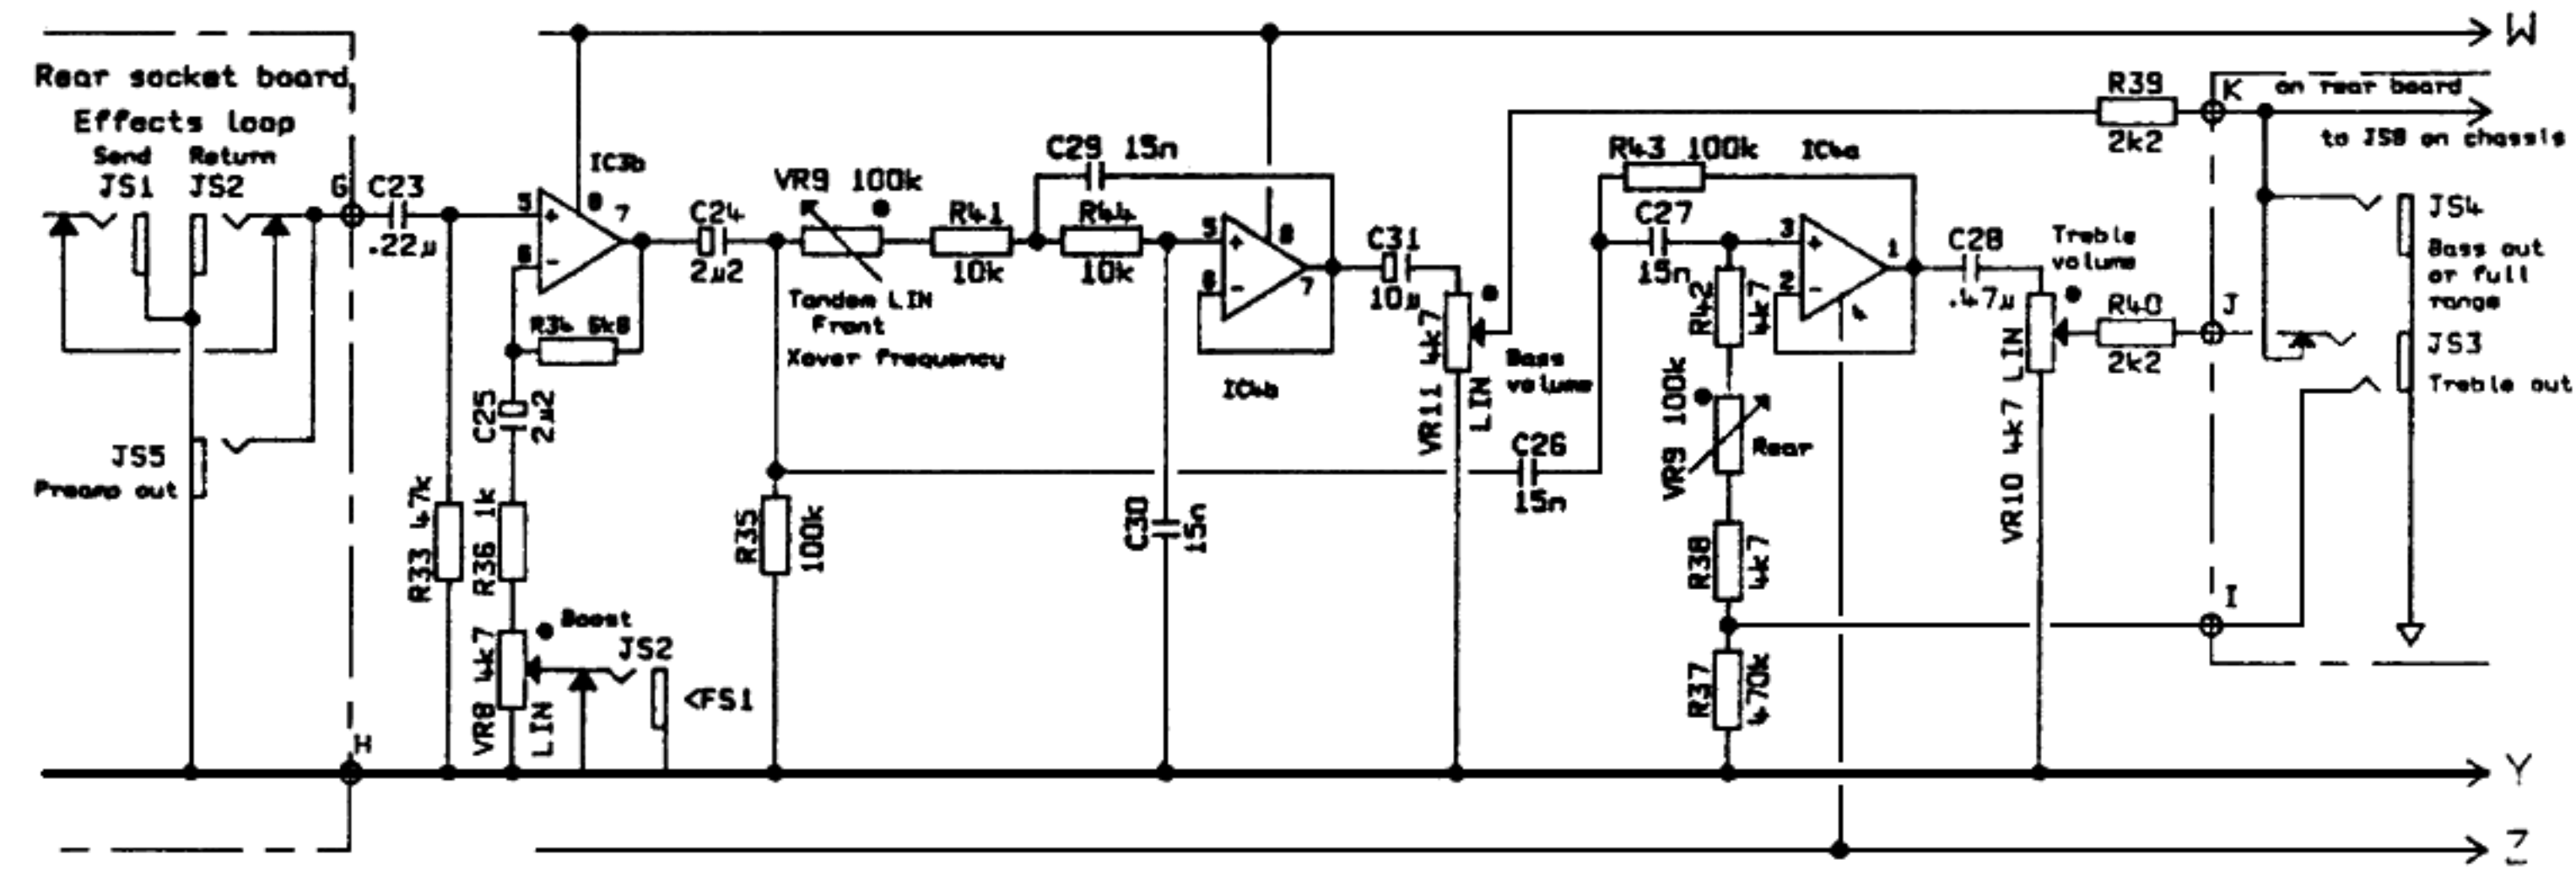 W
Rear socket board
Effects loop
Send Return
JS1 JS2
G C23
.22µ
IC3b
5 + 8 7
6 -
R34 6k8
C25 2µ2
R36 1k
R33 47k
VR8 4k7 LIN
Boost
JS2
<FS1
JS5
Preamp out
H
C24
2µ2
VR9 100k
Tandem LIN
Front
Xover frequency
R41
10k
C29 15n
R44
10k
R35 100k
C30 15n
5 + 8
6 - 7
IC4b
C31
10µ
VR11 4k7 LIN
Bass
volume
C26
15n
R43 100k
IC4a
C27
15n
R42 4k7
3 + 1
2 - 4
VR9 100k
Rear
R38 4k7
R37 470k
C28
.47µ
Treble
volume
VR10 4k7 LIN
R39
2k2
R40
2k2
K
on rear board
to JS8 on chassis
JS4
Bass out
or full
range
J
JS3
Treble out
I
Y
Z